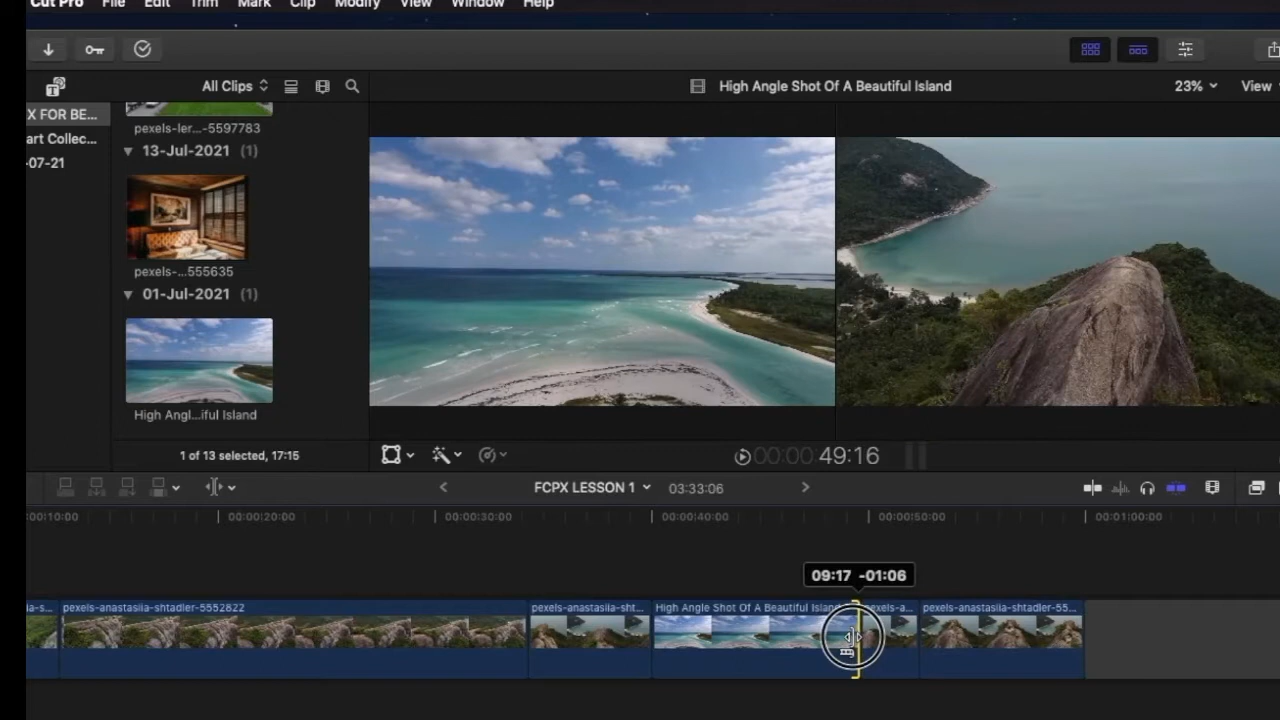 Cut Pro File Edit Trim Mark Clip Modify View Window Help
All Clips
High Angle Shot Of A Beautiful Island
23%
View
X FOR BE...
art Collec...
-07-21
pexels-ler...-5597783
13-Jul-2021 (1)
pexels-...555635
01-Jul-2021 (1)
High Angl...iful Island
1 of 13 selected, 17:15
00:00:49:16
FCPX LESSON 1
03:33:06
00:10:00
00:00:20:00
00:00:30:00
00:00:40:00
00:00:50:00
00:01:00:00
09:17 -01:06
ia-s...
pexels-anastasiia-shtadler-5552822
pexels-anastasiia-sht...
High Angle Shot Of A Beautiful Island
pexels-a...
pexels-anastasiia-shtadler-55...